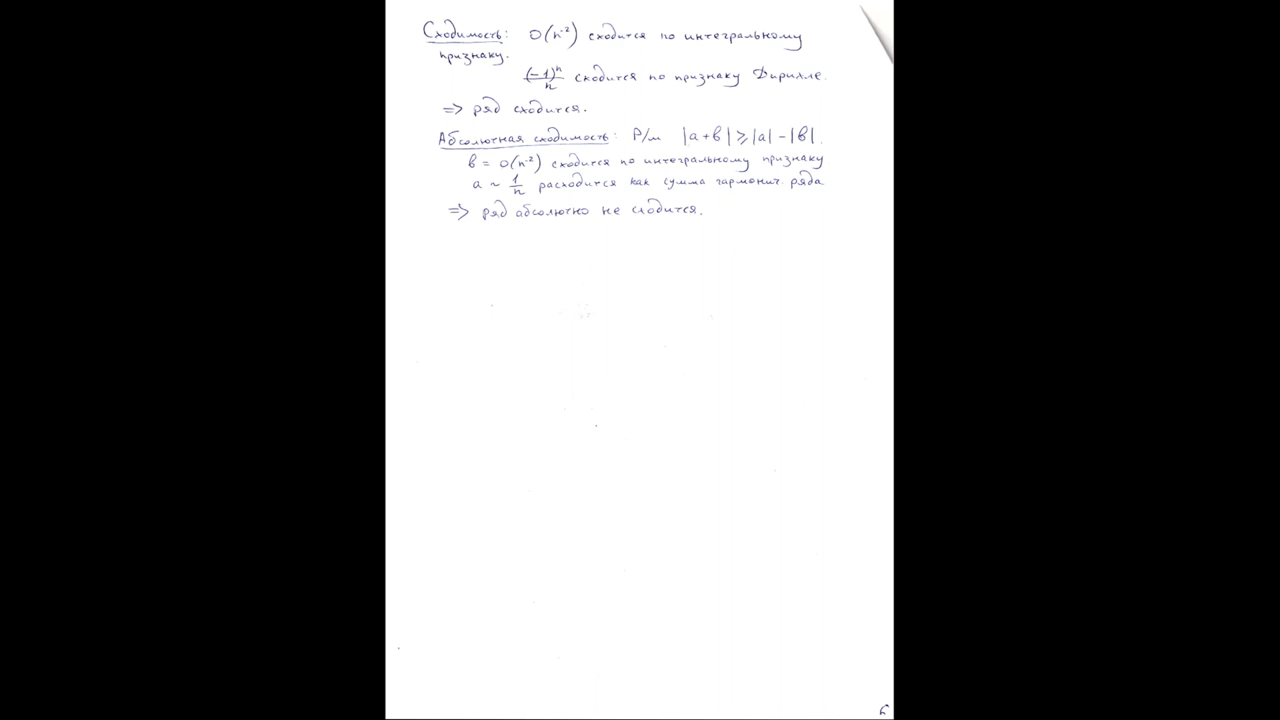 Сходимость: O(n⁻²) сходится по интегральному
признаку.
(-1)ⁿ/n сходится по признаку Дирихле.
=> ряд сходится.
Абсолютная сходимость: Р/м |a+b| ≥ |a| - |b|.
b = O(n⁻²) сходится по интегральному признаку
a ~ 1/n расходится как сумма гармонич. ряда
=> ряд абсолютно не сходится.